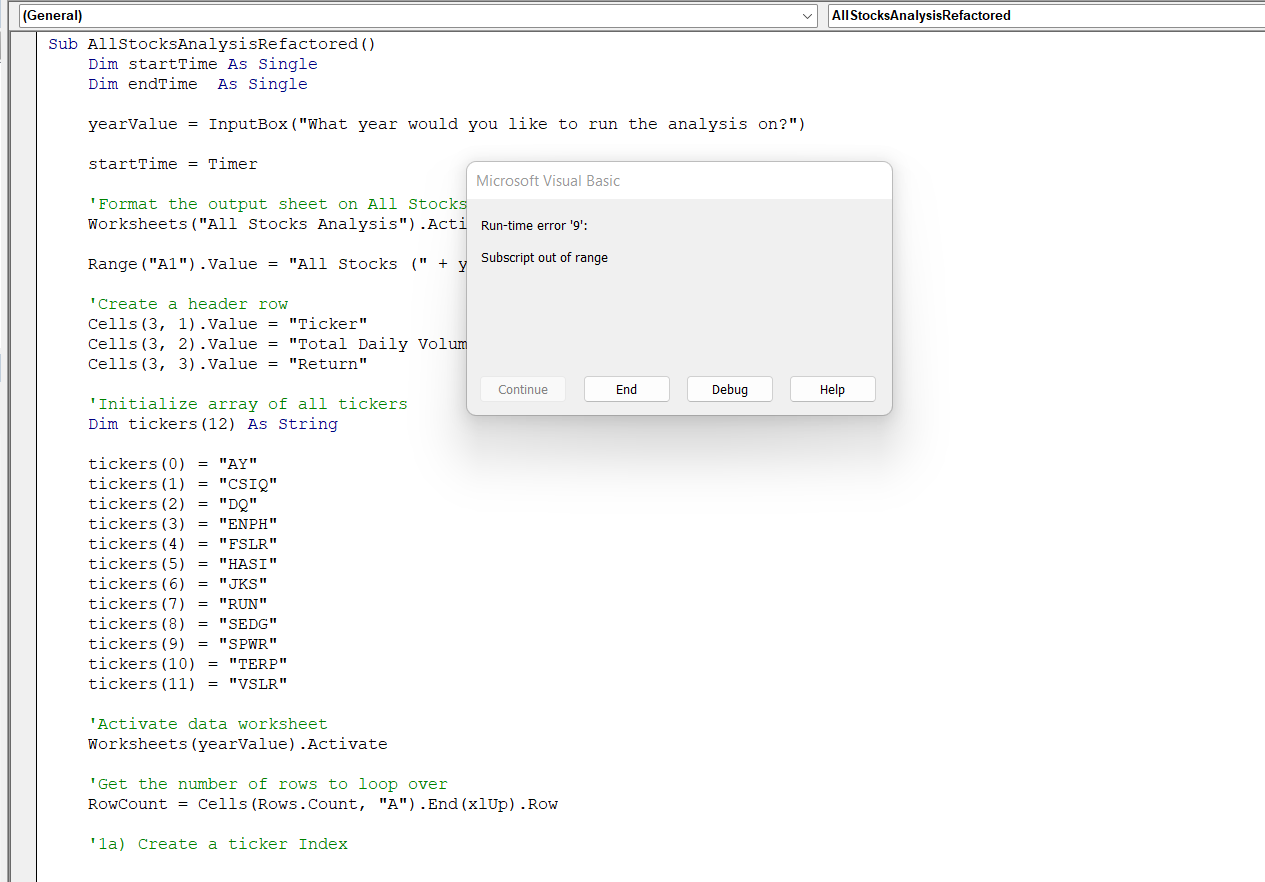 (General)
AllStocksAnalysisRefactored
Sub AllStocksAnalysisRefactored()
Dim startTime As Single
Dim endTime  As Single
yearValue = InputBox("What year would you like to run the analysis on?")
startTime = Timer
'Format the output sheet on All Stocks
Worksheets("All Stocks Analysis").Acti
Range("A1").Value = "All Stocks (" + y
'Create a header row
Cells(3, 1).Value = "Ticker"
Cells(3, 2).Value = "Total Daily Volum
Cells(3, 3).Value = "Return"
'Initialize array of all tickers
Dim tickers(12) As String
tickers(0) = "AY"
tickers(1) = "CSIQ"
tickers(2) = "DQ"
tickers(3) = "ENPH"
tickers(4) = "FSLR"
tickers(5) = "HASI"
tickers(6) = "JKS"
tickers(7) = "RUN"
tickers(8) = "SEDG"
tickers(9) = "SPWR"
tickers(10) = "TERP"
tickers(11) = "VSLR"
'Activate data worksheet
Worksheets(yearValue).Activate
'Get the number of rows to loop over
RowCount = Cells(Rows.Count, "A").End(xlUp).Row
'1a) Create a ticker Index
Microsoft Visual Basic
Run-time error '9':
Subscript out of range
Continue End Debug Help